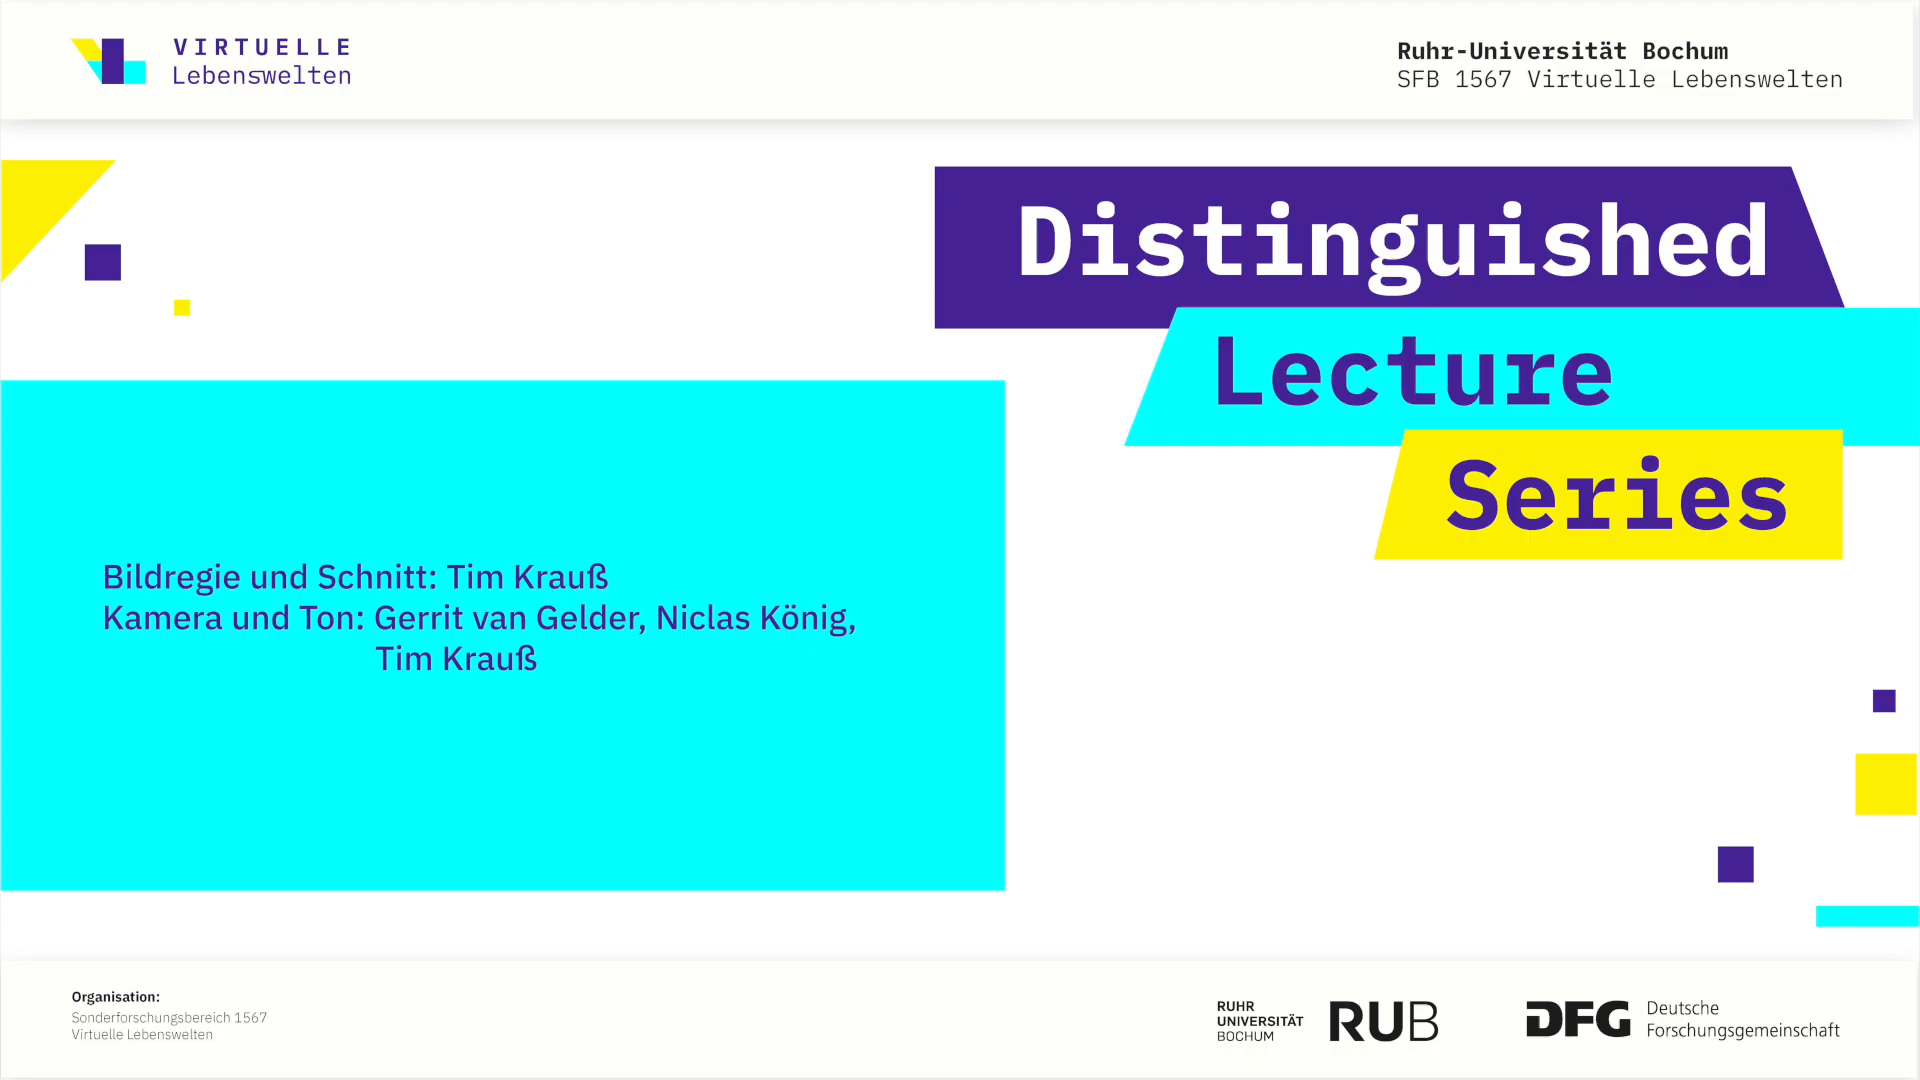 VIRTUELLE
Lebenswelten
Ruhr-Universität Bochum
SFB 1567 Virtuelle Lebenswelten
Distinguished
Lecture
Series
Bildregie und Schnitt: Tim Krauß
Kamera und Ton: Gerrit van Gelder, Niclas König,
Tim Krauß
Organisation:
Sonderforschungsbereich 1567
Virtuelle Lebenswelten
RUHR
UNIVERSITÄT
BOCHUM
RUB
DFG
Deutsche
Forschungsgemeinschaft